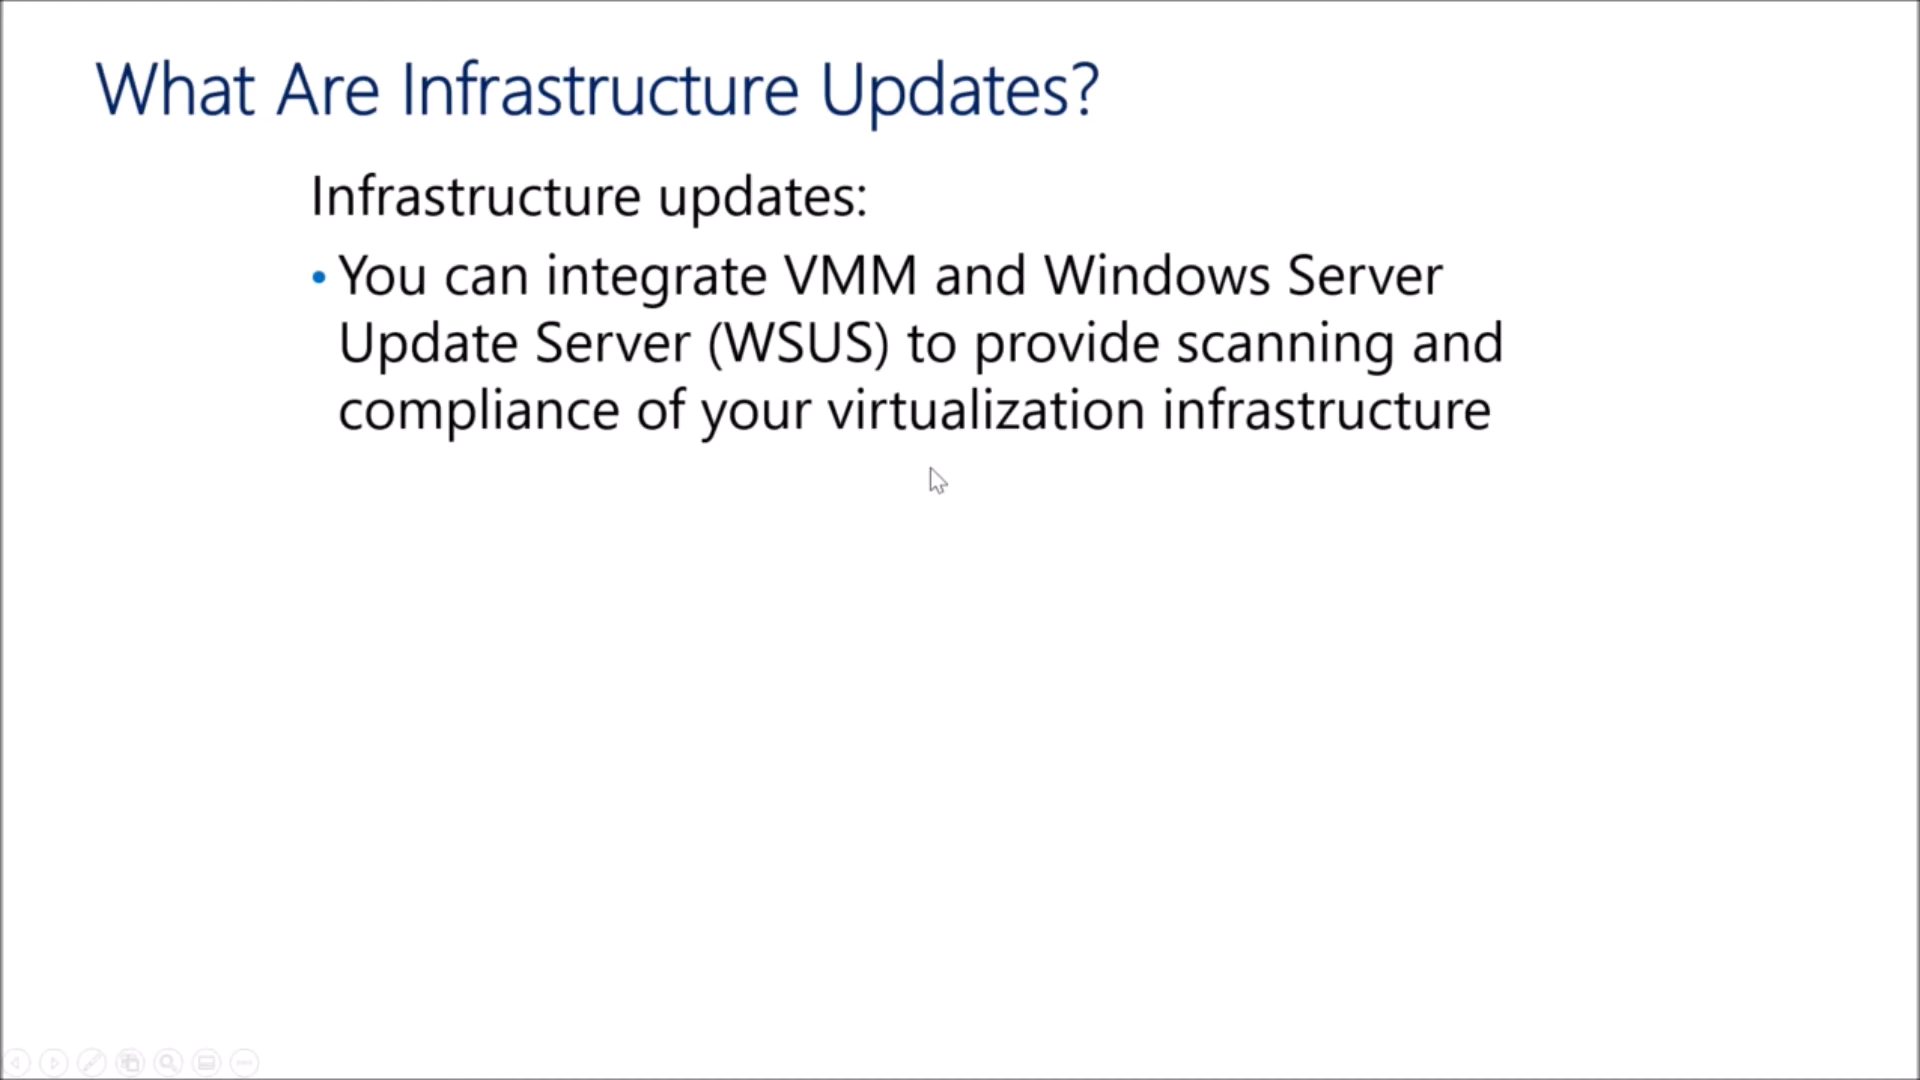 What Are Infrastructure Updates?
Infrastructure updates:
• You can integrate VMM and Windows Server
Update Server (WSUS) to provide scanning and
compliance of your virtualization infrastructure